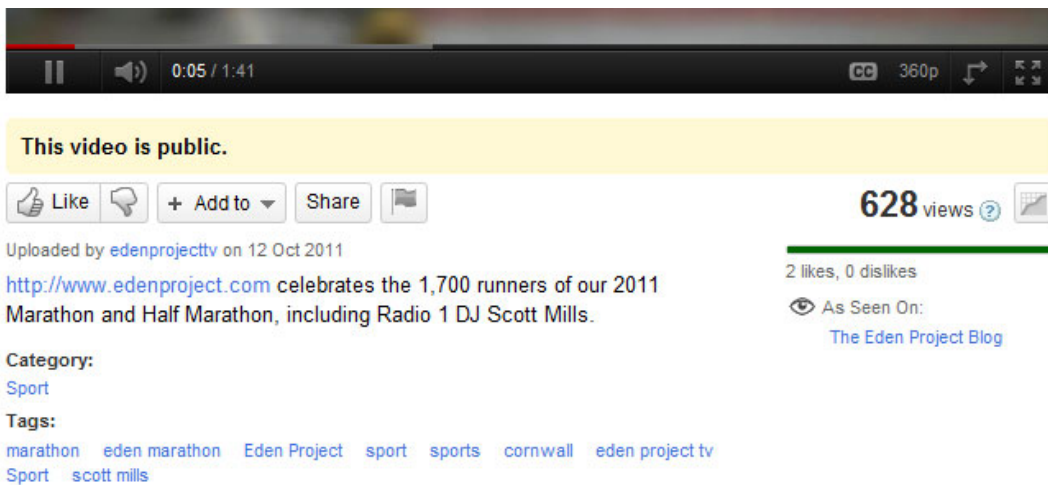 0:05 / 1:41 CC 360p
This video is public.
Like + Add to Share 628 views ?
Uploaded by edenprojecttv on 12 Oct 2011
http://www.edenproject.com celebrates the 1,700 runners of our 2011
Marathon and Half Marathon, including Radio 1 DJ Scott Mills.
2 likes, 0 dislikes
As Seen On:
The Eden Project Blog
Category:
Sport
Tags:
marathon eden marathon Eden Project sport sports cornwall eden project tv
Sport scott mills